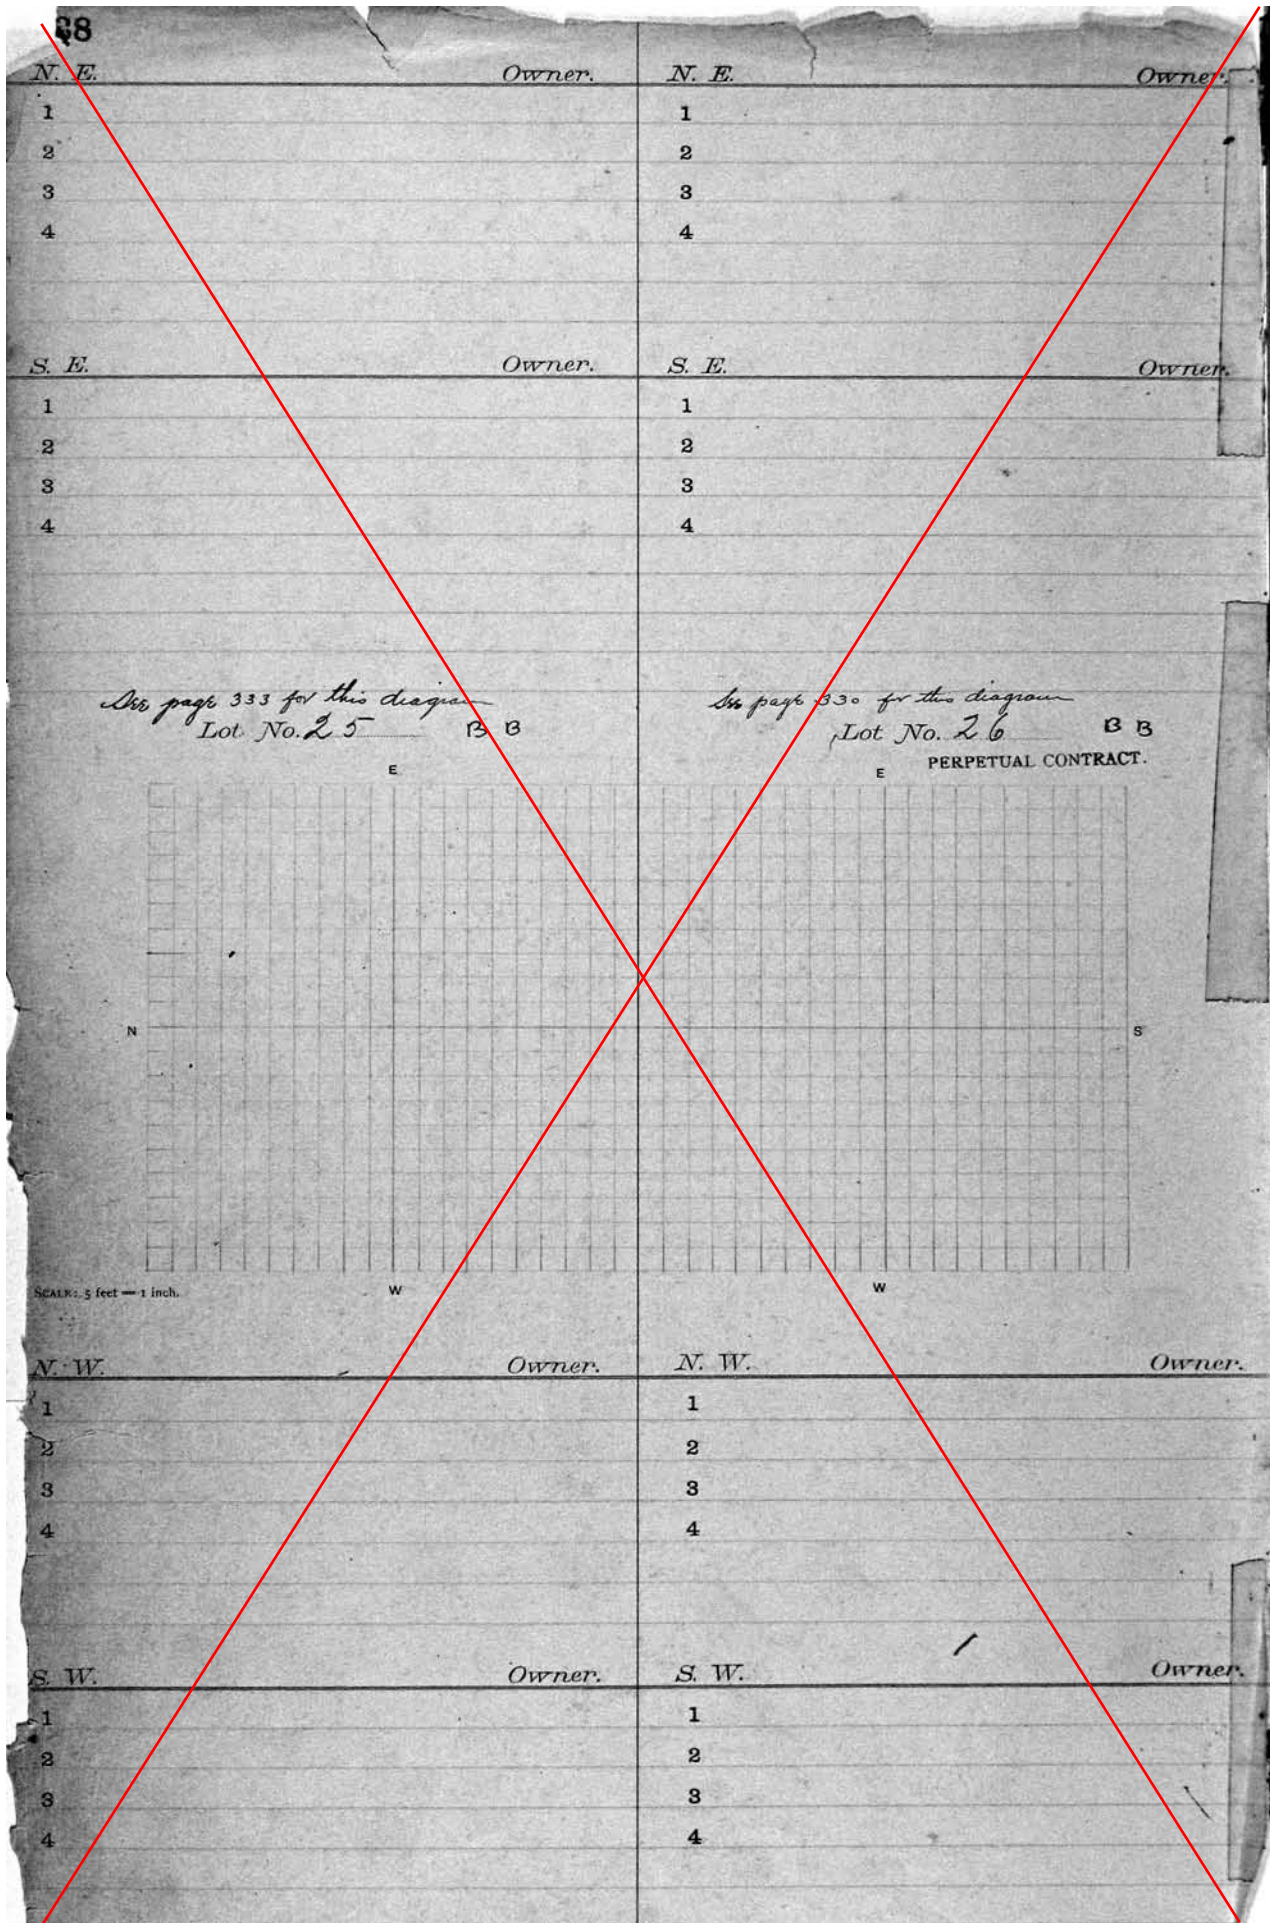 68
N. E. Owner. N. E. Owner.
1 1
2 2
3 3
4 4
S. E. Owner. S. E. Owner.
1 1
2 2
3 3
4 4
See page 333 for this diagram See page 330 for this diagram
Lot No. 25 B B Lot No. 26 B B
PERPETUAL CONTRACT.
E E
N S
W W
SCALE: 5 feet = 1 inch.
N. W. Owner. N. W. Owner.
1 1
2 2
3 3
4 4
S. W. Owner. S. W. Owner.
1 1
2 2
3 3
4 4